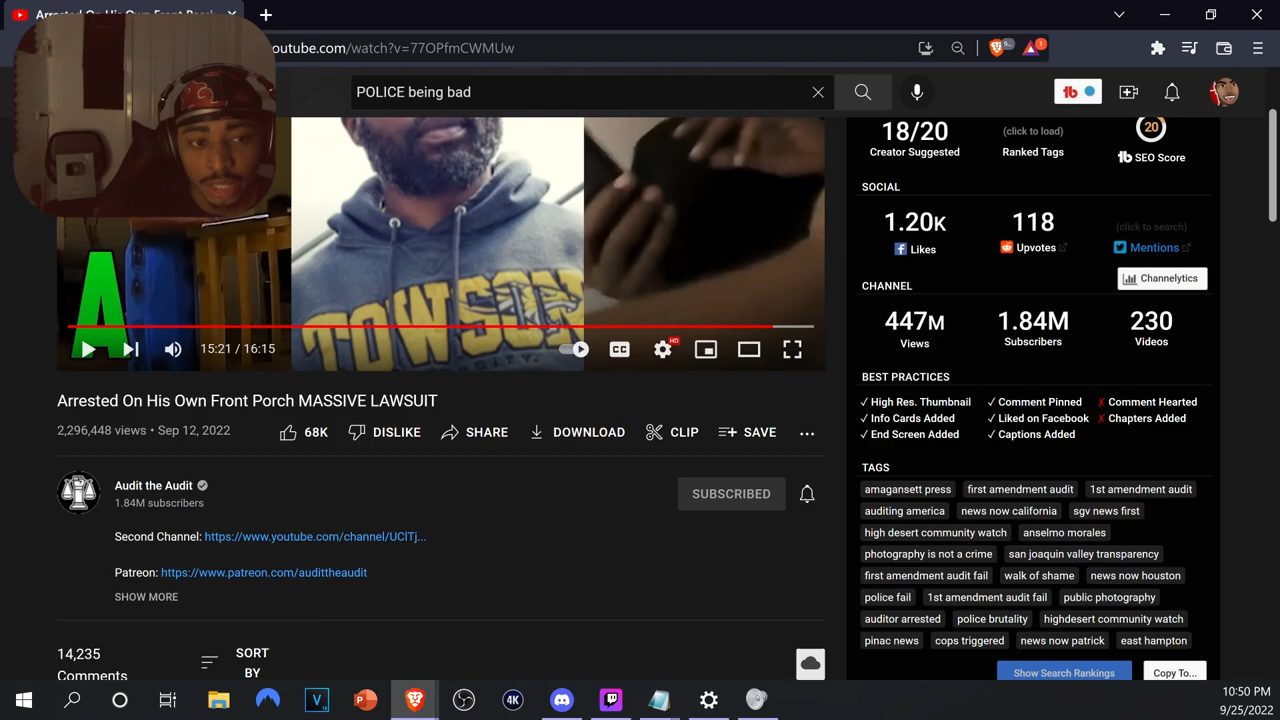 Arrested On His Own Front Porch
outube.com/watch?v=77OPfmCWMUw
9...
1
POLICE being bad
18/20
Creator Suggested
(click to load)
Ranked Tags
20
SEO Score
SOCIAL
1.20K
Likes
118
Upvotes
(click to search)
Mentions
Channelytics
CHANNEL
447M
Views
1.84M
Subscribers
230
Videos
BEST PRACTICES
✓ High Res. Thumbnail ✓ Comment Pinned ✗ Comment Hearted
✓ Info Cards Added ✓ Liked on Facebook ✗ Chapters Added
✓ End Screen Added ✓ Captions Added
TAGS
amagansett press first amendment audit 1st amendment audit
auditing america news now california sgv news first
high desert community watch anselmo morales
photography is not a crime san joaquin valley transparency
first amendment audit fail walk of shame news now houston
police fail 1st amendment audit fail public photography
auditor arrested police brutality highdesert community watch
pinac news cops triggered news now patrick east hampton
Show Search Rankings Copy To...
A
TOWSON
15:21 / 16:15
CC
HD
Arrested On His Own Front Porch MASSIVE LAWSUIT
2,296,448 views • Sep 12, 2022
68K DISLIKE SHARE DOWNLOAD CLIP SAVE ...
Audit the Audit
1.84M subscribers
SUBSCRIBED
Second Channel: https://www.youtube.com/channel/UClTj...
Patreon: https://www.patreon.com/audittheaudit
SHOW MORE
14,235
Comments
SORT
BY
V
18
4K
10:50 PM
9/25/2022